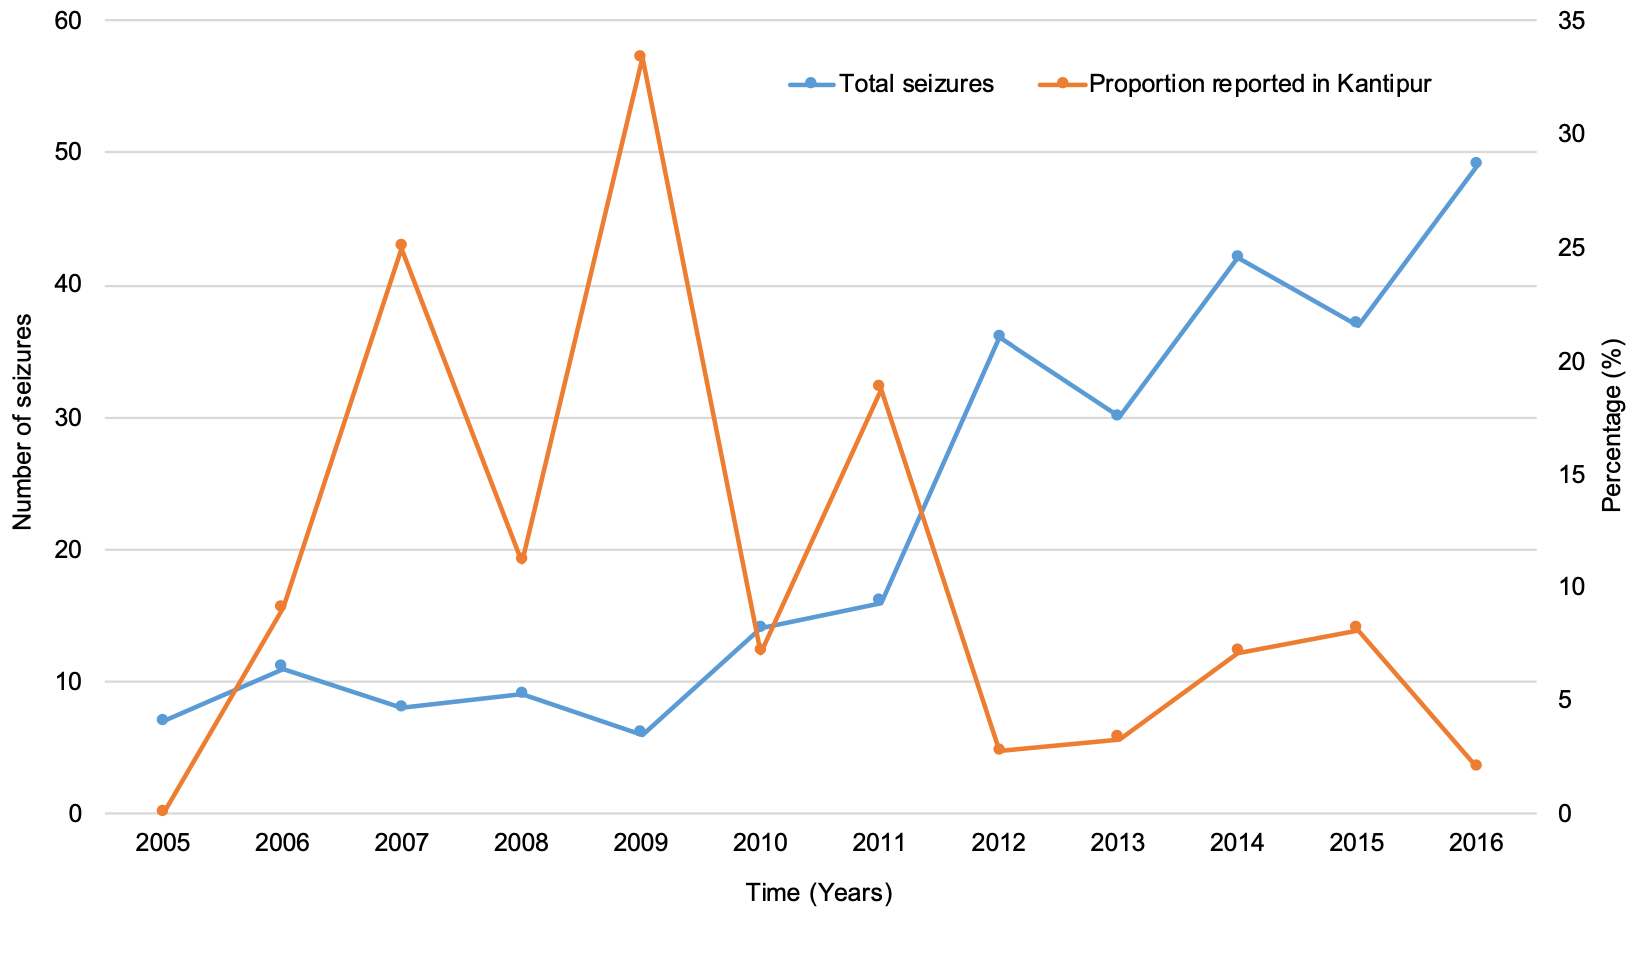 60
50
40
30
20
10
0
Number of seizures
Total seizures
Proportion reported in Kantipur
35
30
25
20
15
10
5
0
Percentage (%)
2005 2006 2007 2008 2009 2010 2011 2012 2013 2014 2015 2016
Time (Years)